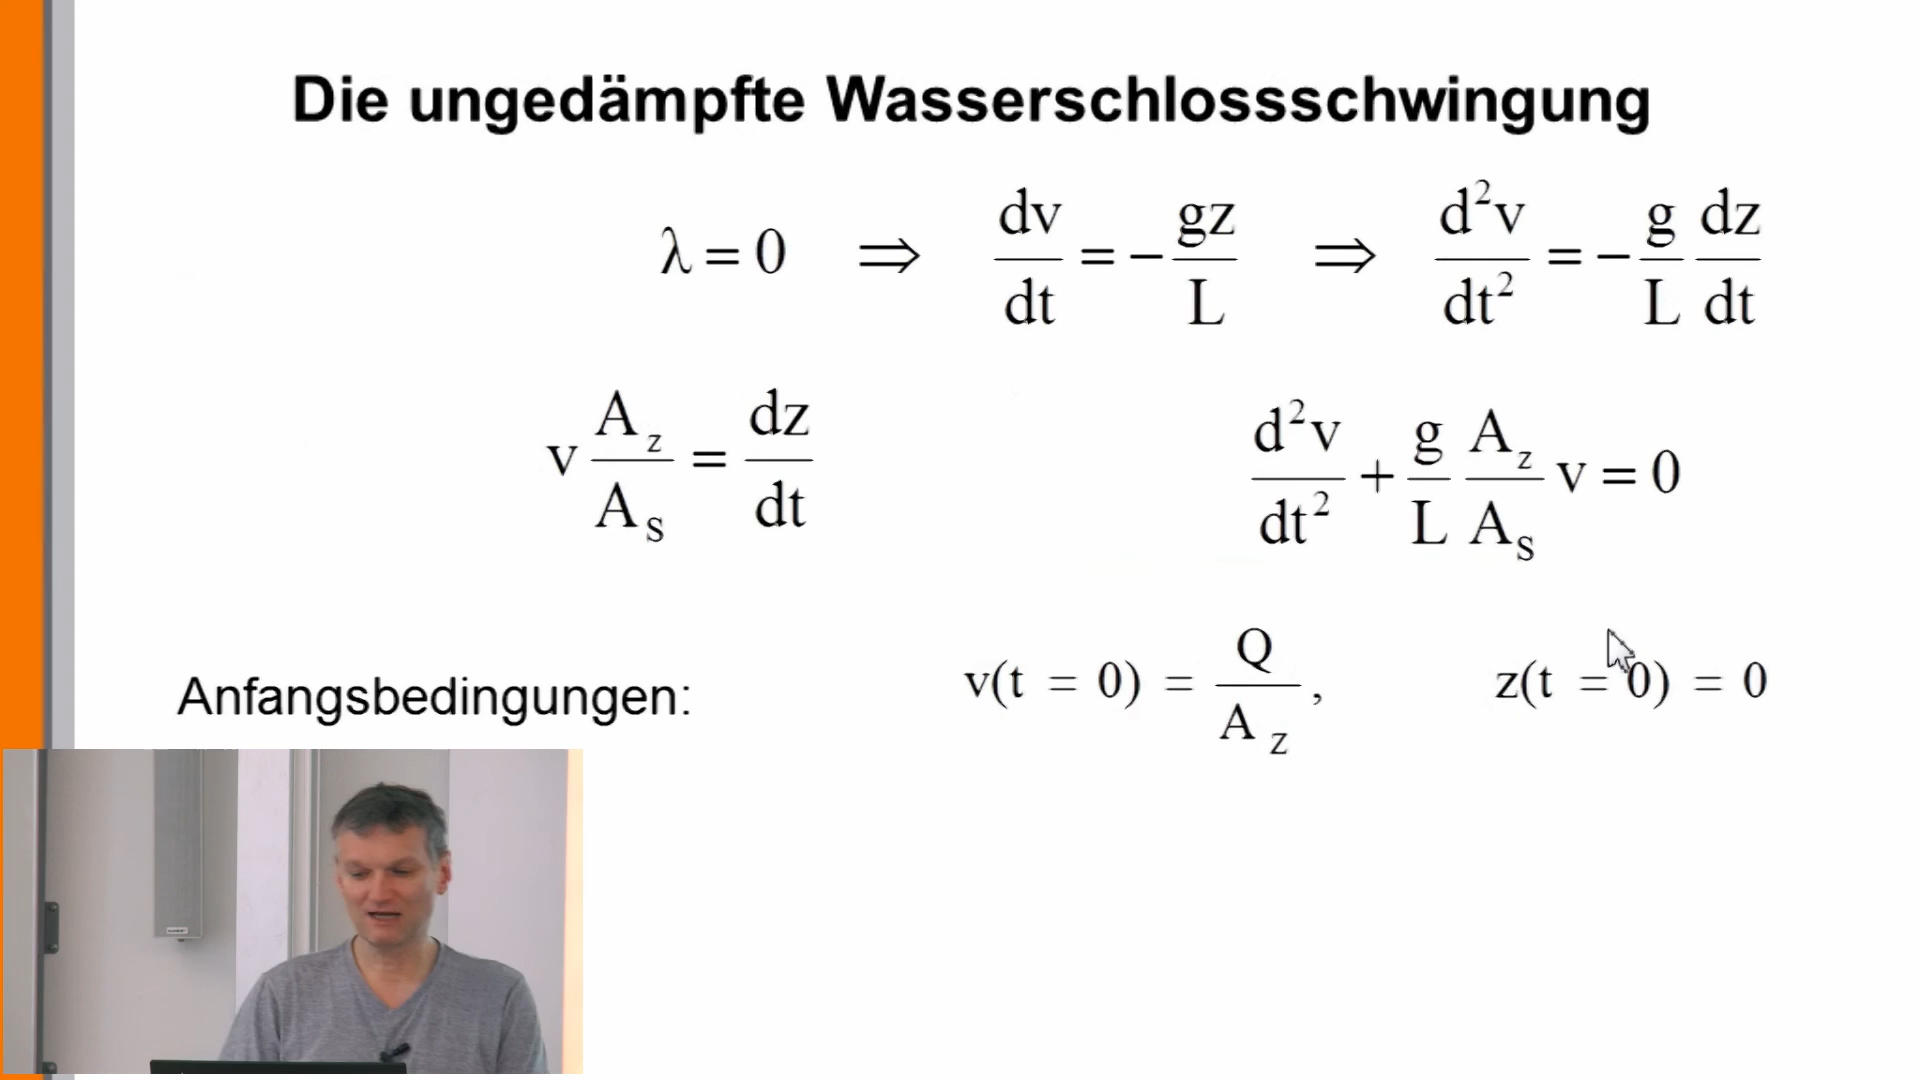 Die ungedämpfte Wasserschlossschwingung
λ = 0 ⇒ dv/dt = − gz/L ⇒ d²v/dt² = − g/L dz/dt
v A_z/A_S = dz/dt
d²v/dt² + g/L A_z/A_S v = 0
Anfangsbedingungen: v(t = 0) = Q/A_z, z(t = 0) = 0